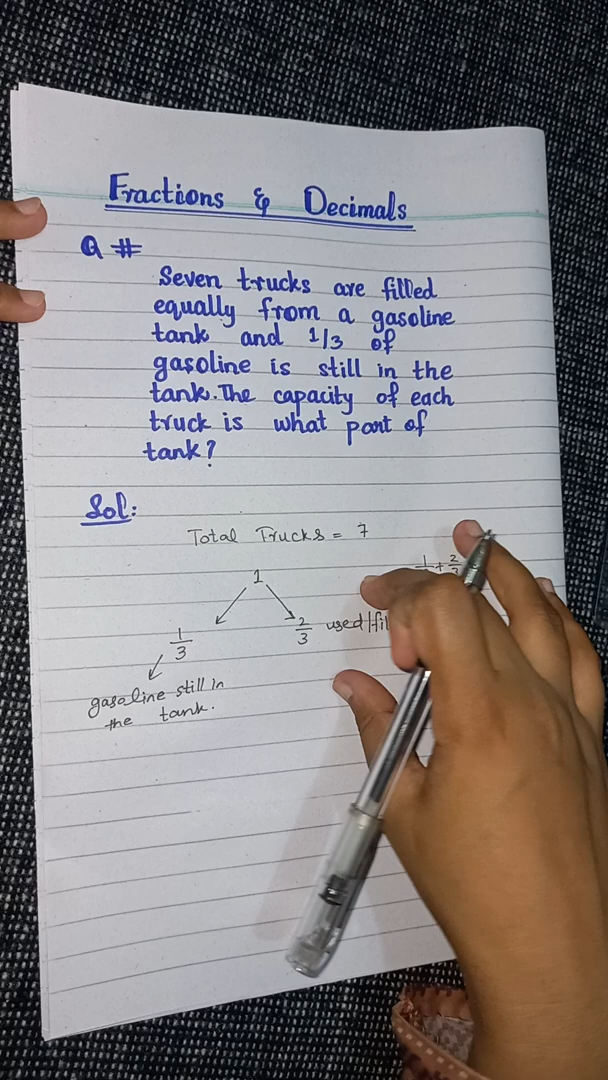 Fractions & Decimals
Q #
Seven trucks are filled
equally from a gasoline
tank and 1/3 of
gasoline is still in the
tank. The capacity of each
truck is what part of
tank?
Sol:
Total Trucks = 7
1
1/3
2/3 used/
gasoline still in
the tank.